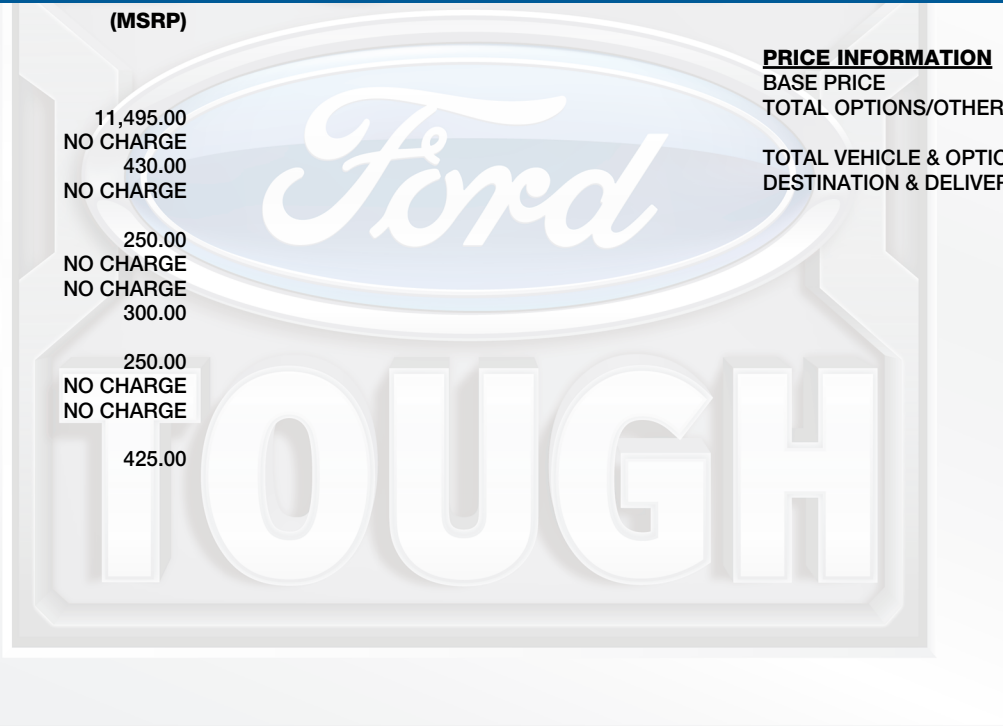 (MSRP)
11,495.00
NO CHARGE
430.00
NO CHARGE
250.00
NO CHARGE
NO CHARGE
300.00
250.00
NO CHARGE
NO CHARGE
425.00
PRICE INFORMATION
BASE PRICE
TOTAL OPTIONS/OTHER
TOTAL VEHICLE & OPTIO
DESTINATION & DELIVER
Ford
TOUGH